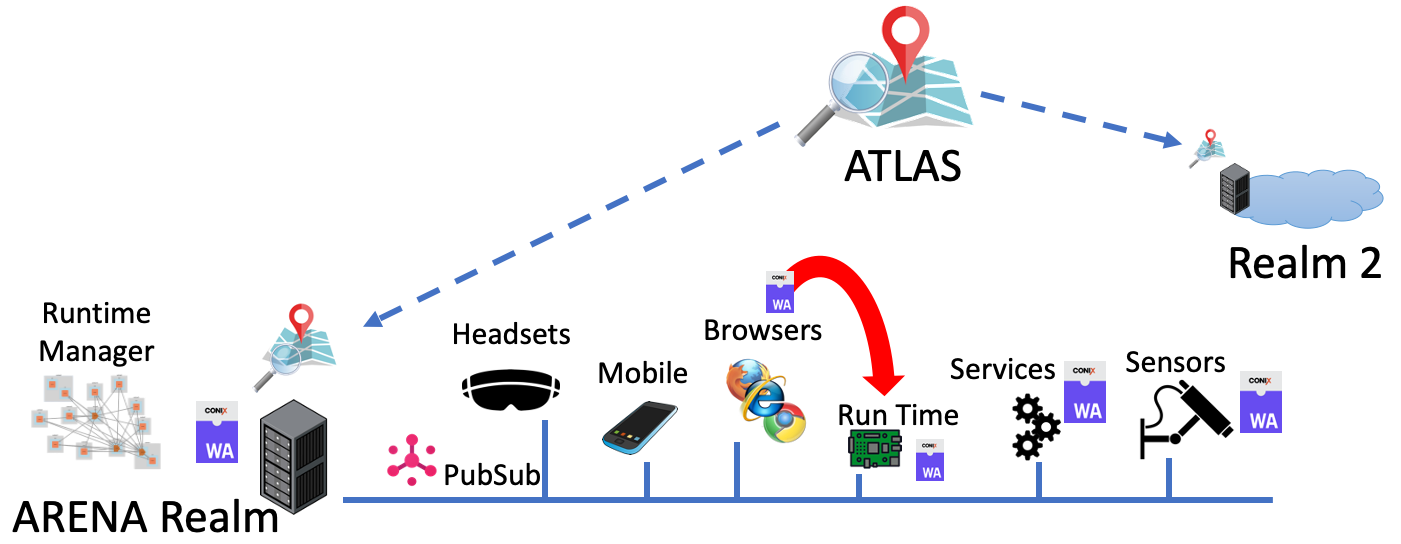 ATLAS
Realm 2
Runtime
Manager
CONIX
WA
ARENA Realm
PubSub
Headsets
Mobile
CONIX
WA
Browsers
Run Time
CONIX
WA
Services
CONIX
WA
Sensors
CONIX
WA